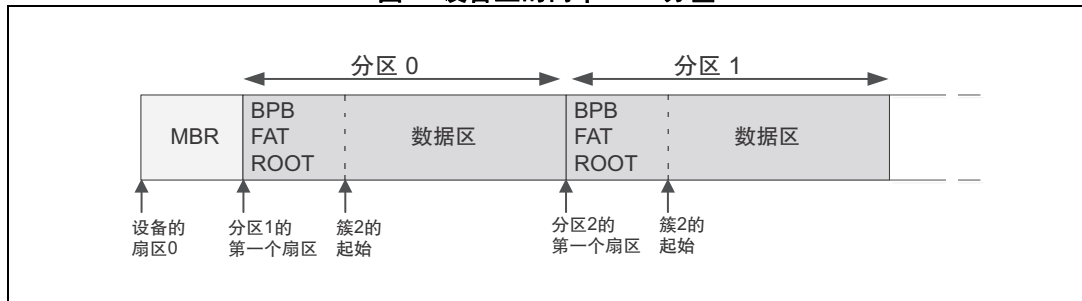 分区 0
分区 1
MBR
BPB
FAT
ROOT
数据区
BPB
FAT
ROOT
数据区
设备的
扇区0
分区1的
第一个扇区
簇2的
起始
分区2的
第一个扇区
簇2的
起始